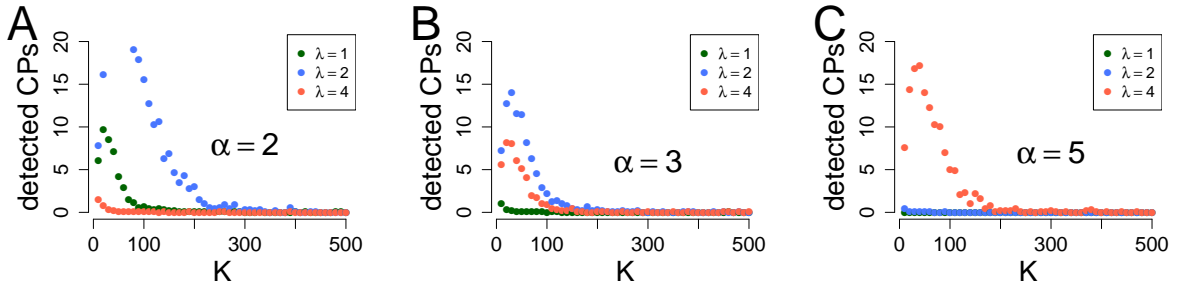 A
detected CPs
20
15
10
5
0
λ = 1
λ = 2
λ = 4
α = 2
0 100 300 500
K
B
detected CPs
20
15
10
5
0
λ = 1
λ = 2
λ = 4
α = 3
0 100 300 500
K
C
detected CPs
20
15
10
5
0
λ = 1
λ = 2
λ = 4
α = 5
0 100 300 500
K